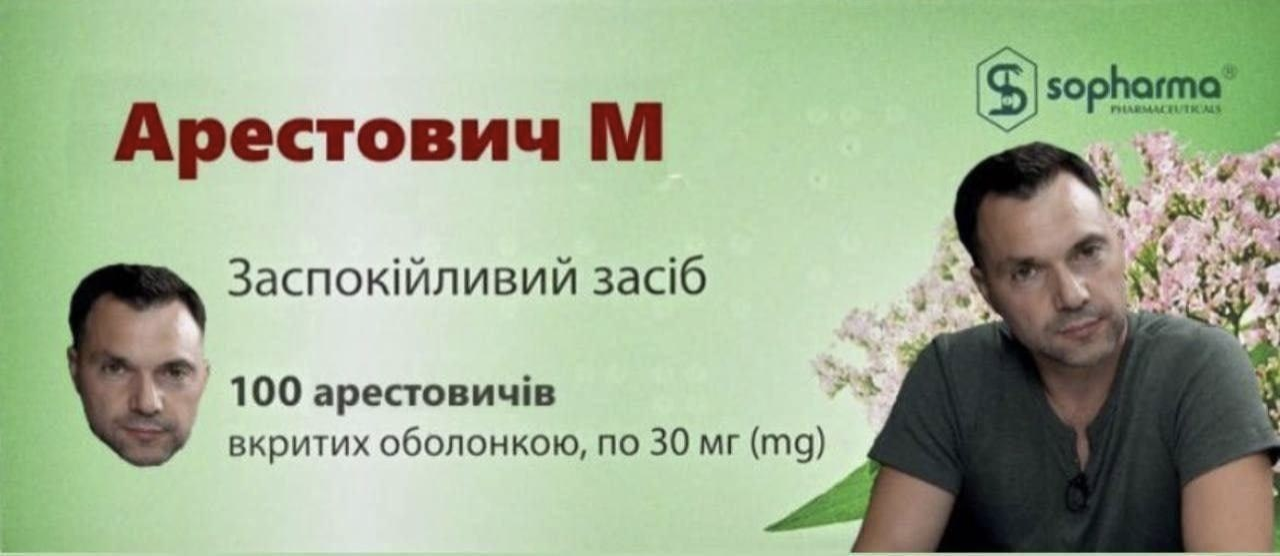 sopharma®
PHARMACEUTICALS
Арестович М
Заспокійливий засіб
100 арестовичів
вкритих оболонкою, по 30 мг (mg)